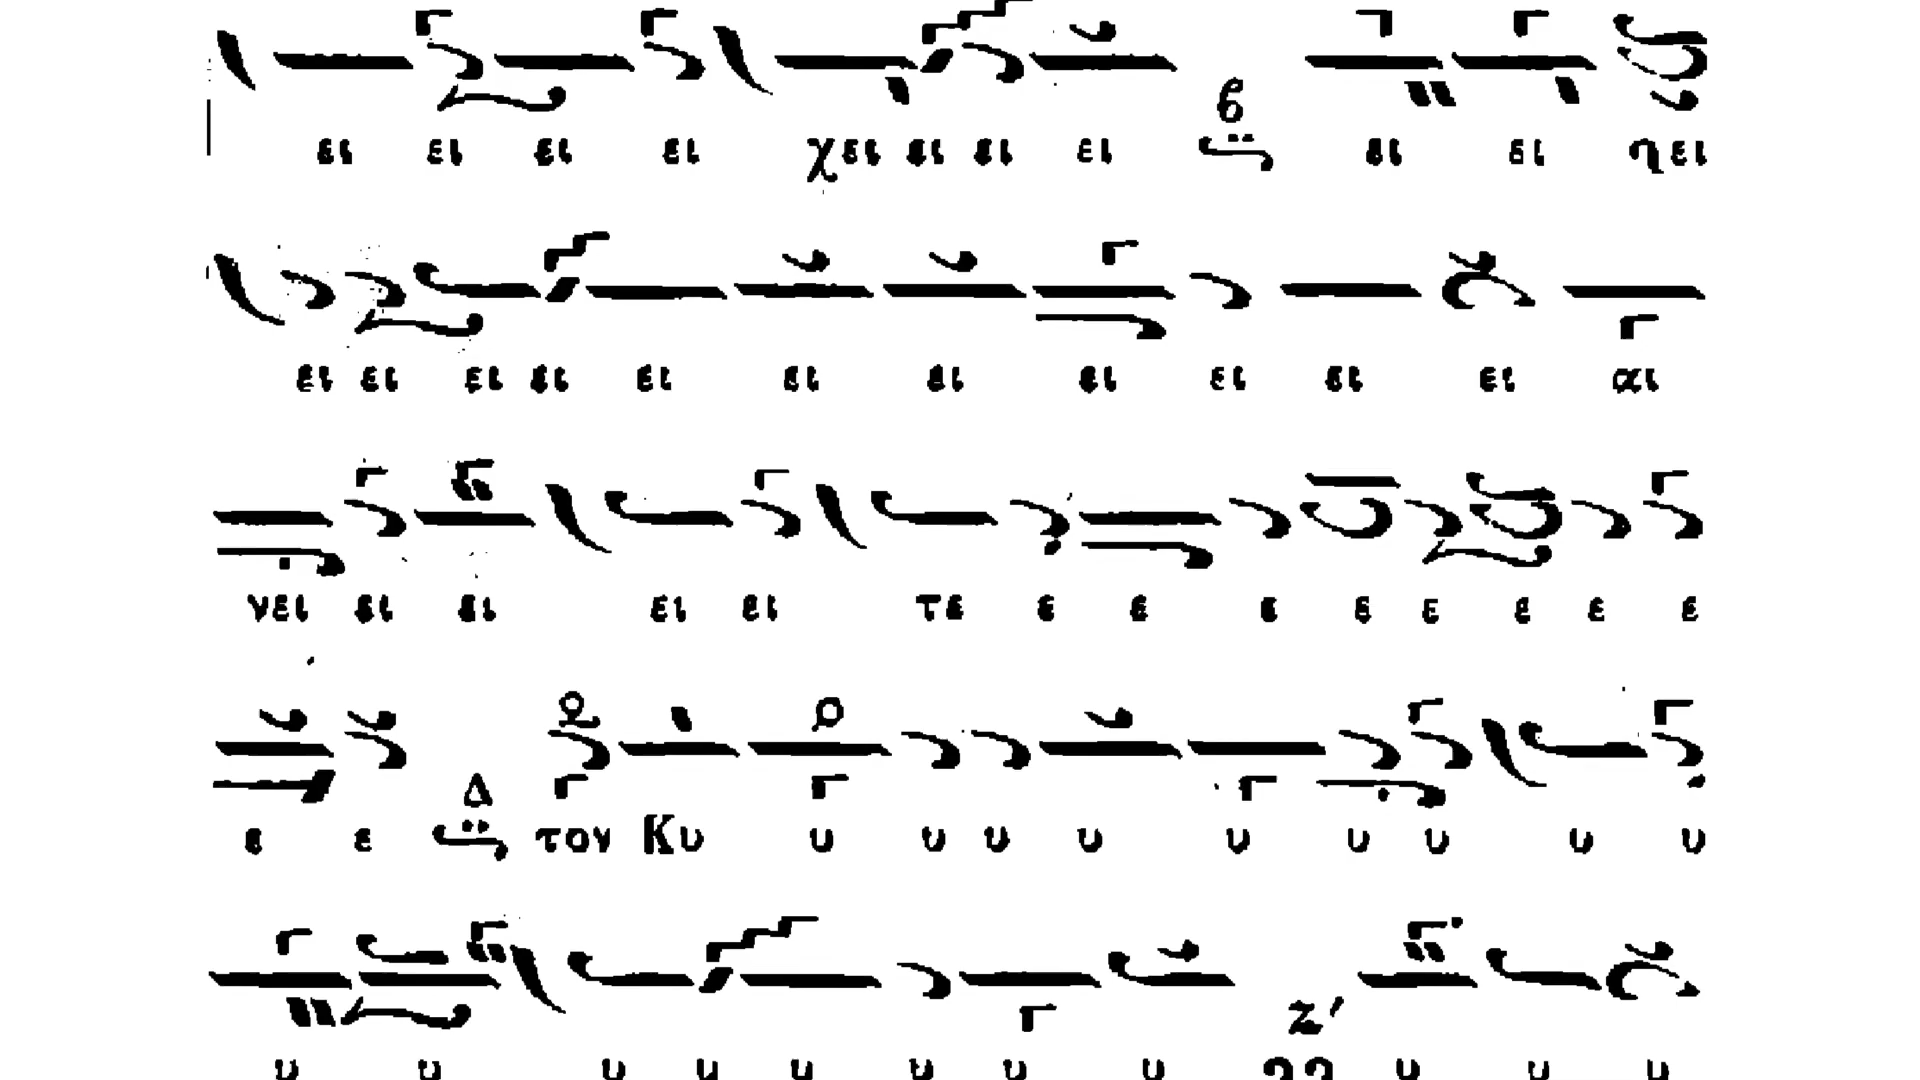 ει ει ει ει χει ει ει ει β ει ει ηει
ει ει ει ει ει ει ει ει ει ει ει αι
νει ει ει ει ει τε ε ε ε ε ε ε ε ε
ε ε Δ τον Κυ υ υ υ υ υ υ υ υ υ
υ υ υ υ υ υ υ υ Ζ′ υ υ υ